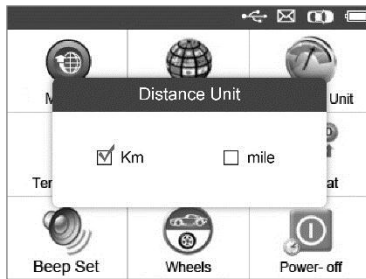 Distance Unit
Unit
Km
mile
Ter
at
Beep Set
Wheels
Power- off